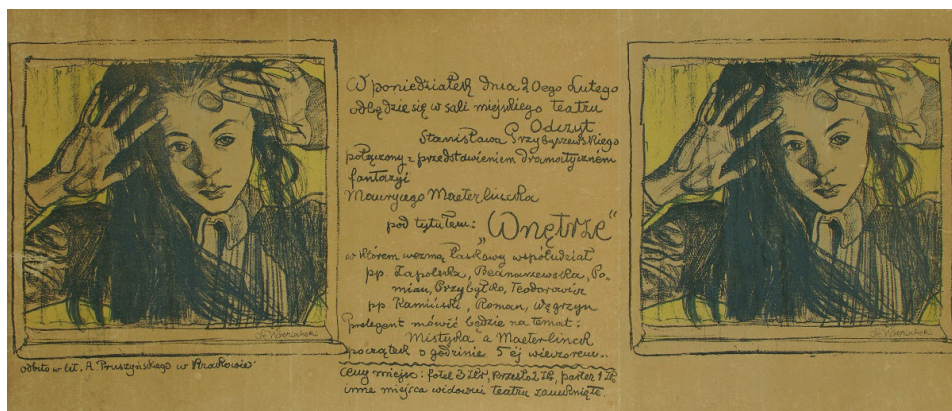 W poniedziałek dnia 20ego Lutego
odbędzie się w sali miejskiego teatru
Odczyt
Stanisława Przybyszewskiego
połączony z przedstawieniem dramatycznem
fantazyi
Maurycego Maeterlincka
pod tytułem:
„Wnętrze"
w którem wezmą łaskawy współudział
pp. Zapolska, Bednarzewska, Po-
mian, Przybyłko, Teodorowicz
pp. Kamiński, Roman, Węgrzyn
Prelegent mówić będzie na temat:
Mistyka a Maeterlinck
początek o godzinie 5ej wieczorem.
Ceny miejsc: fotel 3 Złr, krzesło 2 Złr, parter 1 Złr
inne miejsca widowni teatru zamknięte.
St. Wyspiański
odbito w lit. A. Pruszyńskiego w Krakowie
St. Wyspiański